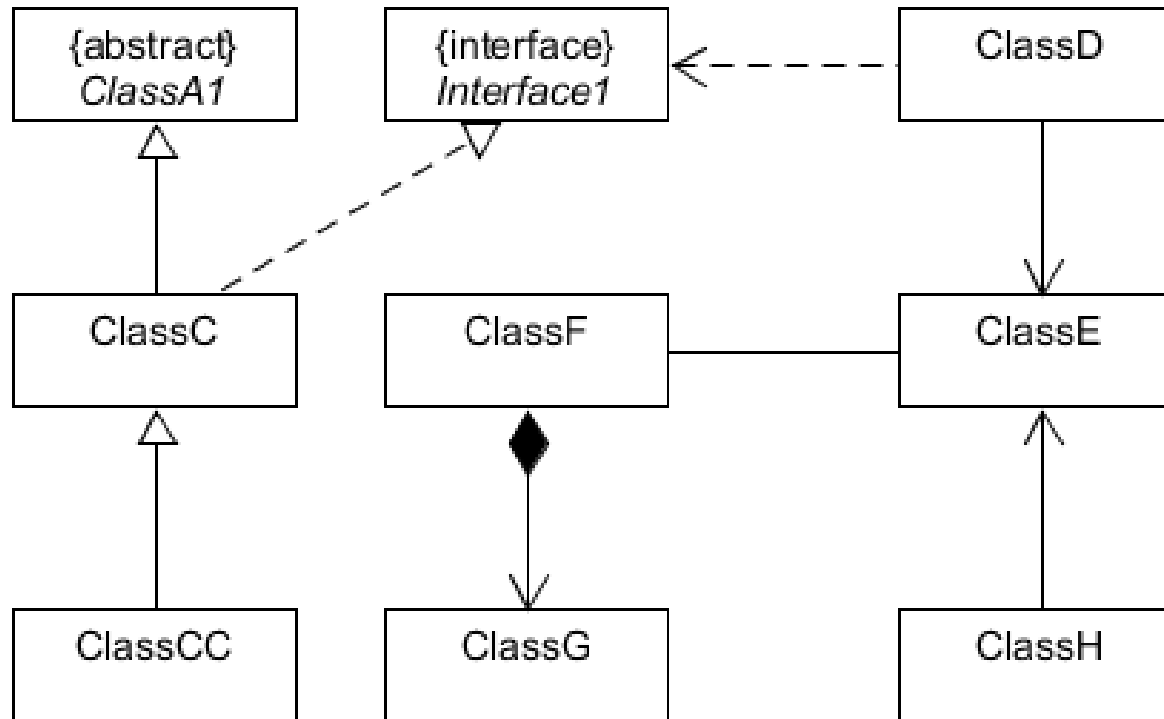 {abstract}
ClassA1
{interface}
Interface1
ClassD
ClassC
ClassF
ClassE
ClassCC
ClassG
ClassH